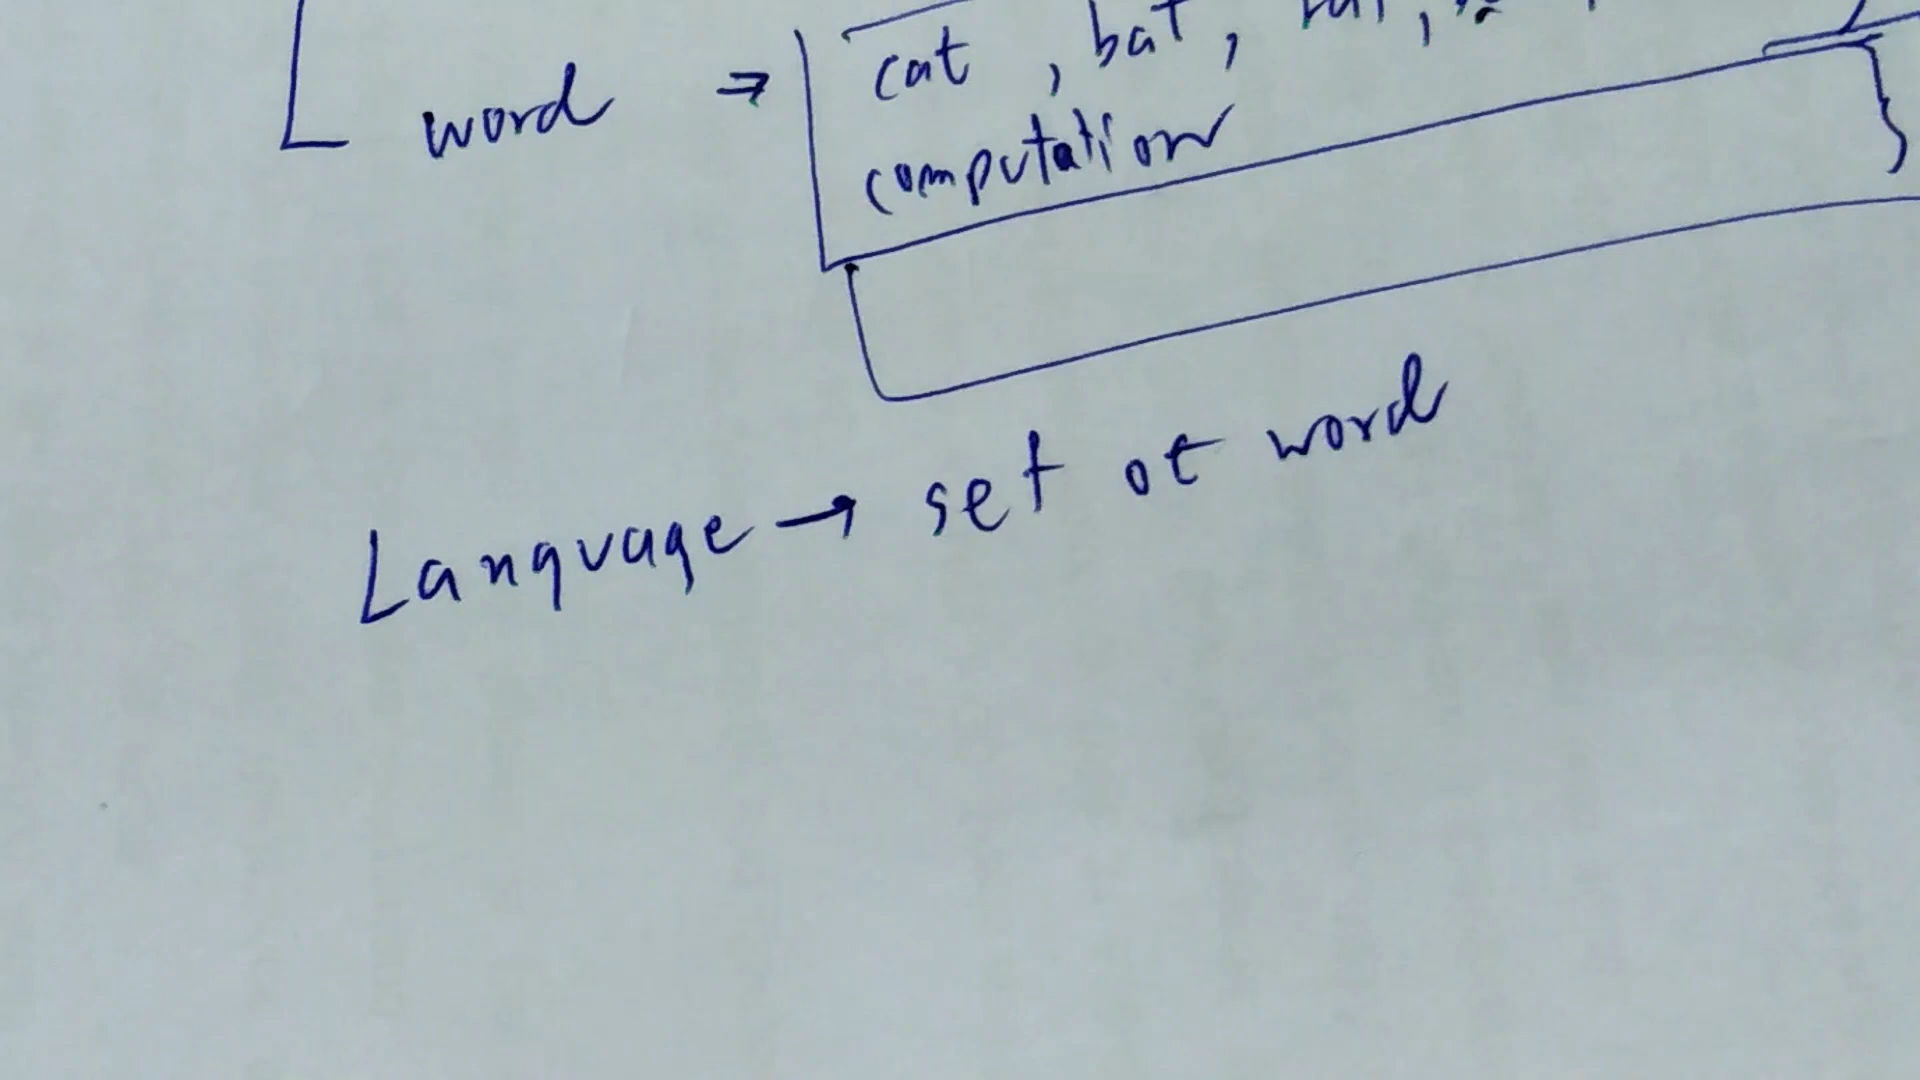 word ⇒ cat , bat ,
computation
Language → set of word